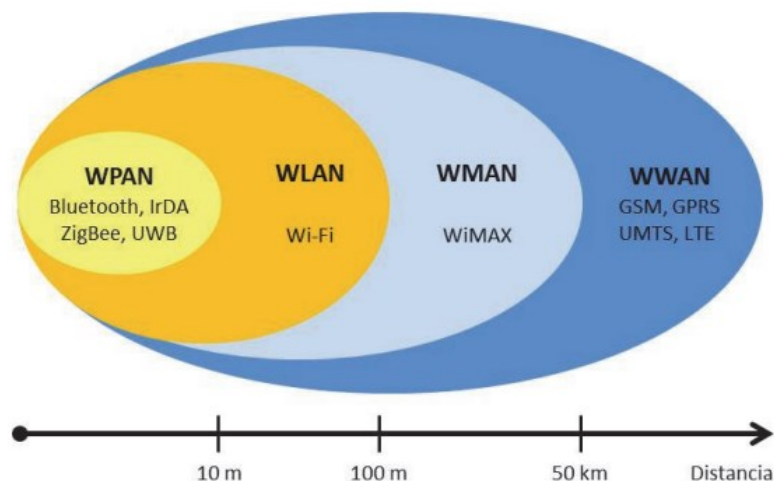 WPAN
Bluetooth, IrDA
ZigBee, UWB
WLAN
Wi-Fi
WMAN
WiMAX
WWAN
GSM, GPRS
UMTS, LTE
10 m
100 m
50 km
Distancia